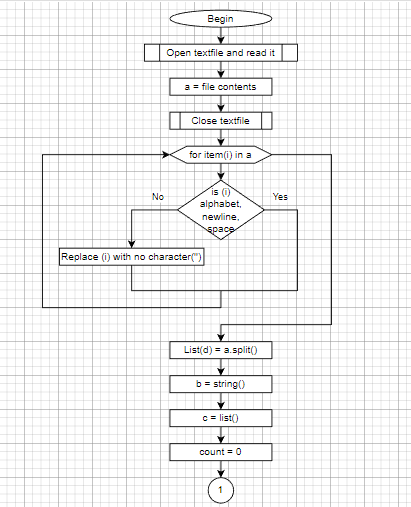 Begin
Open textfile and read it
a = file contents
Close textfile
for item(i) in a
is (i)
alphabet,
newline,
space
No
Yes
Replace (i) with no character('')
List(d) = a.split()
b = string()
c = list()
count = 0
1